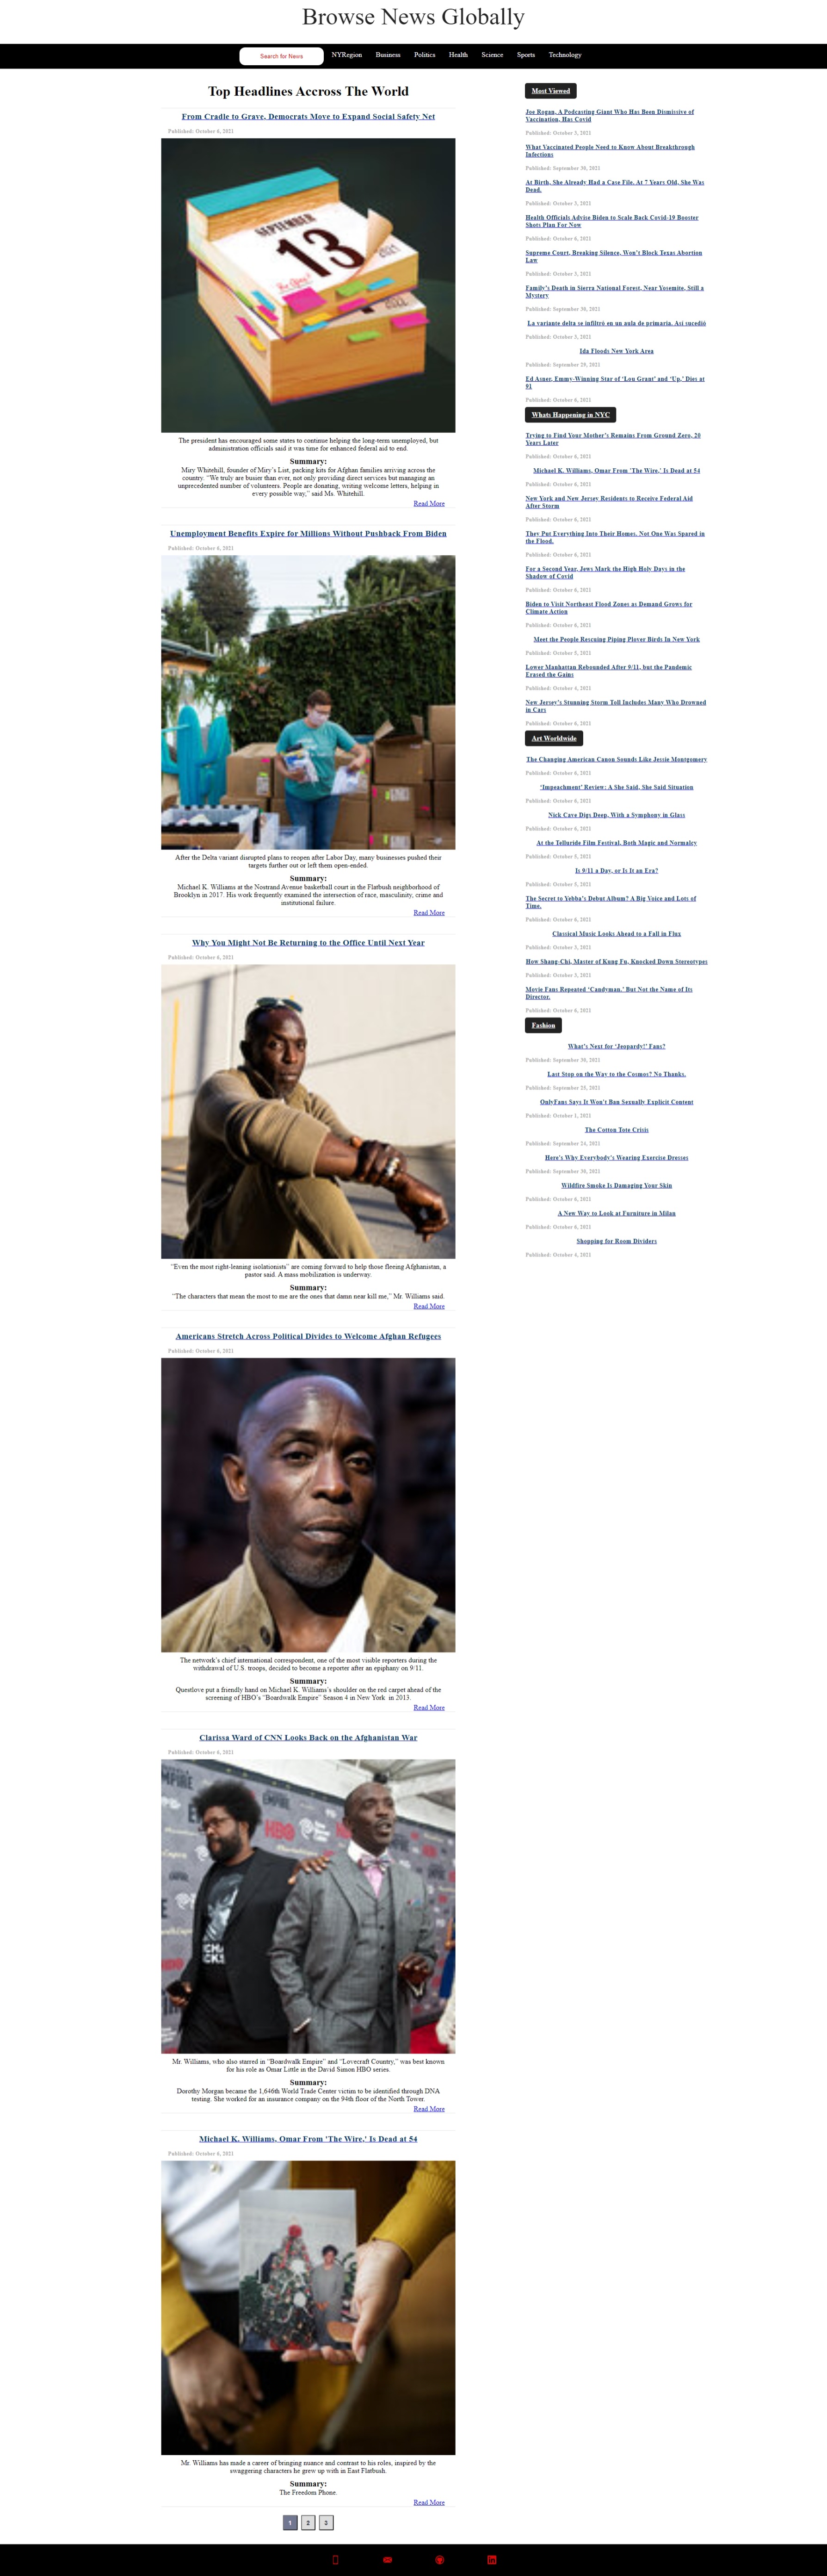 Browse News Globally
Search for News
NYRegion
Business
Politics
Health
Science
Sports
Technology
Top Headlines Accross The World
From Cradle to Grave, Democrats Move to Expand Social Safety Net
Published: October 6, 2021
SEPTEMBER
13
2021
The president has encouraged some states to continue helping the long-term unemployed, but
administration officials said it was time for enhanced federal aid to end.
Summary:
Miry Whitehill, founder of Miry's List, packing kits for Afghan families arriving across the
country. “We truly are busier than ever, not only providing direct services but managing an
unprecedented number of volunteers. People are donating, writing welcome letters, helping in
every possible way,” said Ms. Whitehill.
Read More
Unemployment Benefits Expire for Millions Without Pushback From Biden
Published: October 6, 2021
After the Delta variant disrupted plans to reopen after Labor Day, many businesses pushed their
targets further out or left them open-ended.
Summary:
Michael K. Williams at the Nostrand Avenue basketball court in the Flatbush neighborhood of
Brooklyn in 2017. His work frequently examined the intersection of race, masculinity, crime and
institutional failure.
Read More
Why You Might Not Be Returning to the Office Until Next Year
Published: October 6, 2021
“Even the most right-leaning isolationists” are coming forward to help those fleeing Afghanistan, a
pastor said. A mass mobilization is underway.
Summary:
“The characters that mean the most to me are the ones that damn near kill me,” Mr. Williams said.
Read More
Americans Stretch Across Political Divides to Welcome Afghan Refugees
Published: October 6, 2021
The network's chief international correspondent, one of the most visible reporters during the
withdrawal of U.S. troops, decided to become a reporter after an epiphany on 9/11.
Summary:
Questlove put a friendly hand on Michael K. Williams's shoulder on the red carpet ahead of the
screening of HBO's “Boardwalk Empire” Season 4 in New York in 2013.
Read More
Clarissa Ward of CNN Looks Back on the Afghanistan War
Published: October 6, 2021
EMPIRE
HBO
Mr. Williams, who also starred in “Boardwalk Empire” and “Lovecraft Country,” was best known
for his role as Omar Little in the David Simon HBO series.
Summary:
Dorothy Morgan became the 1,646th World Trade Center victim to be identified through DNA
testing. She worked for an insurance company on the 94th floor of the North Tower.
Read More
Michael K. Williams, Omar From 'The Wire,' Is Dead at 54
Published: October 6, 2021
Mr. Williams has made a career of bringing nuance and contrast to his roles, inspired by the
swaggering characters he grew up with in East Flatbush.
Summary:
The Freedom Phone.
Read More
1
2
3
Most Viewed
Joe Rogan, A Podcasting Giant Who Has Been Dismissive of
Vaccination, Has Covid
Published: October 3, 2021
What Vaccinated People Need to Know About Breakthrough
Infections
Published: September 30, 2021
At Birth, She Already Had a Case File. At 7 Years Old, She Was
Dead.
Published: October 3, 2021
Health Officials Advise Biden to Scale Back Covid-19 Booster
Shots Plan For Now
Published: October 6, 2021
Supreme Court, Breaking Silence, Won't Block Texas Abortion
Law
Published: October 3, 2021
Family's Death in Sierra National Forest, Near Yosemite, Still a
Mystery
Published: September 30, 2021
La variante delta se infiltró en un aula de primaria. Así sucedió
Published: October 3, 2021
Ida Floods New York Area
Published: September 29, 2021
Ed Asner, Emmy-Winning Star of 'Lou Grant' and 'Up,' Dies at
91
Published: October 6, 2021
Whats Happening in NYC
Trying to Find Your Mother's Remains From Ground Zero, 20
Years Later
Published: October 6, 2021
Michael K. Williams, Omar From 'The Wire,' Is Dead at 54
Published: October 6, 2021
New York and New Jersey Residents to Receive Federal Aid
After Storm
Published: October 6, 2021
They Put Everything Into Their Homes. Not One Was Spared in
the Flood.
Published: October 6, 2021
For a Second Year, Jews Mark the High Holy Days in the
Shadow of Covid
Published: October 6, 2021
Biden to Visit Northeast Flood Zones as Demand Grows for
Climate Action
Published: October 6, 2021
Meet the People Rescuing Piping Plover Birds In New York
Published: October 5, 2021
Lower Manhattan Rebounded After 9/11, but the Pandemic
Erased the Gains
Published: October 4, 2021
New Jersey's Stunning Storm Toll Includes Many Who Drowned
in Cars
Published: October 6, 2021
Art Worldwide
The Changing American Canon Sounds Like Jessie Montgomery
Published: October 6, 2021
'Impeachment' Review: A She Said, She Said Situation
Published: October 6, 2021
Nick Cave Digs Deep, With a Symphony in Glass
Published: October 6, 2021
At the Telluride Film Festival, Both Magic and Normalcy
Published: October 5, 2021
Is 9/11 a Day, or Is It an Era?
Published: October 5, 2021
The Secret to Yebba's Debut Album? A Big Voice and Lots of
Time.
Published: October 6, 2021
Classical Music Looks Ahead to a Fall in Flux
Published: October 3, 2021
How Shang-Chi, Master of Kung Fu, Knocked Down Stereotypes
Published: October 3, 2021
Movie Fans Repeated 'Candyman.' But Not the Name of Its
Director.
Published: October 6, 2021
Fashion
What's Next for 'Jeopardy!' Fans?
Published: September 30, 2021
Last Stop on the Way to the Cosmos? No Thanks.
Published: September 25, 2021
OnlyFans Says It Won't Ban Sexually Explicit Content
Published: October 1, 2021
The Cotton Tote Crisis
Published: September 24, 2021
Here's Why Everybody's Wearing Exercise Dresses
Published: September 30, 2021
Wildfire Smoke Is Damaging Your Skin
Published: October 6, 2021
A New Way to Look at Furniture in Milan
Published: October 6, 2021
Shopping for Room Dividers
Published: October 4, 2021